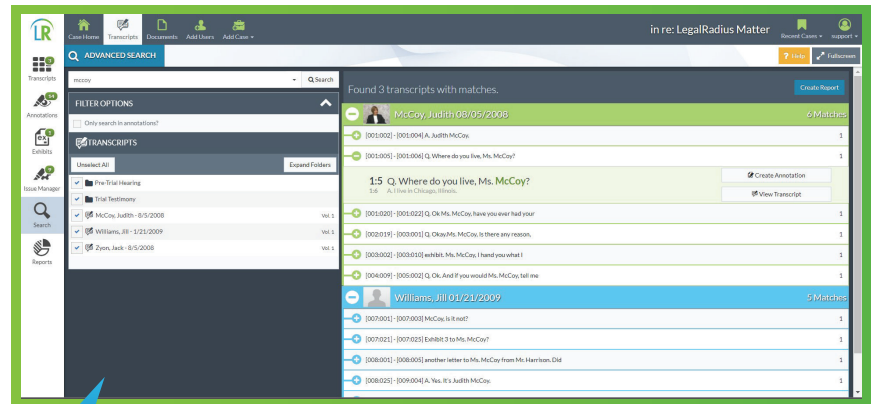 LR
Case Home
Transcripts
Documents
Add Users
Add Case
in re: LegalRadius Matter
Recent Cases
support
ADVANCED SEARCH
? Help
Fullscreen
Transcripts
Annotations
Exhibits
Issue Manager
Search
Reports
mccoy
Search
FILTER OPTIONS
Only search in annotations?
TRANSCRIPTS
Unselect All
Expand Folders
Pre-Trial Hearing
Trial Testimony
McCoy, Judith - 8/5/2008 Vol. 1
Williams, Jill - 1/21/2009 Vol. 1
Zyon, Jack - 8/5/2008 Vol. 1
Found 3 transcripts with matches.
Create Report
McCoy, Judith 08/05/2008 6 Matches
[001:002] - [001:004] A. Judith McCoy. 1
[001:005] - [001:006] Q. Where do you live, Ms. McCoy? 1
1:5 Q. Where do you live, Ms. McCoy?
1:6 A. I live in Chicago, Illinois.
Create Annotation
View Transcript
[001:020] - [001:022] Q. Ok Ms. McCoy, have you ever had your 1
[002:019] - [003:001] Q. Okay. Ms. McCoy, is there any reason, 1
[003:002] - [003:010] exhibit. Ms. McCoy, I hand you what I 1
[004:009] - [005:002] Q. Ok. And if you would Ms. McCoy, tell me 1
Williams, Jill 01/21/2009 5 Matches
[007:001] - [007:003] McCoy, is it not? 1
[007:021] - [007:025] Exhibit 3 to Ms. McCoy? 1
[008:001] - [008:005] another letter to Ms. McCoy from Mr. Harrison. Did 1
[008:025] - [009:004] A. Yes. It's Judith McCoy. 1